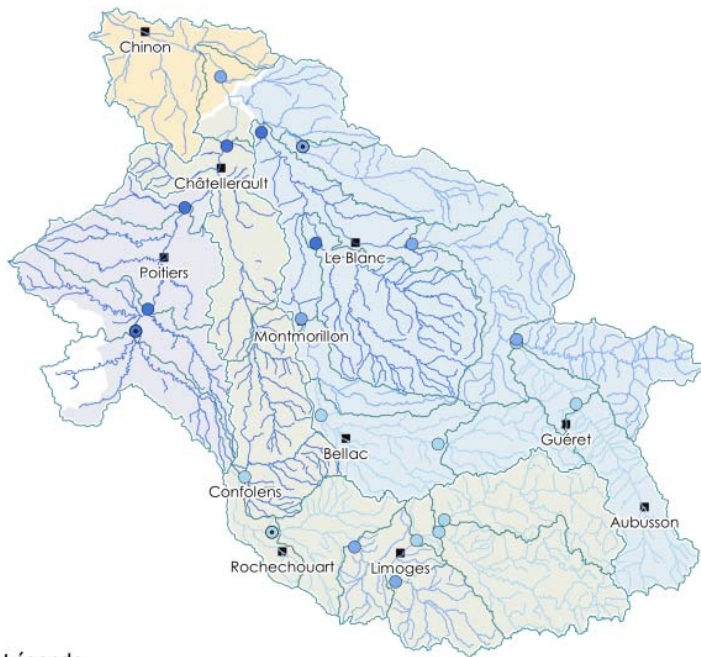 Chinon
Châtellerault
Poitiers
Le Blanc
Montmorillon
Guéret
Bellac
Confolens
Aubusson
Rochechouart
Limoges